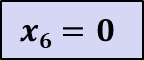 x₆ = 0